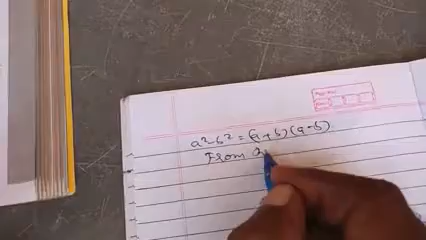 a²-b² = (a+b)(a-b)
From